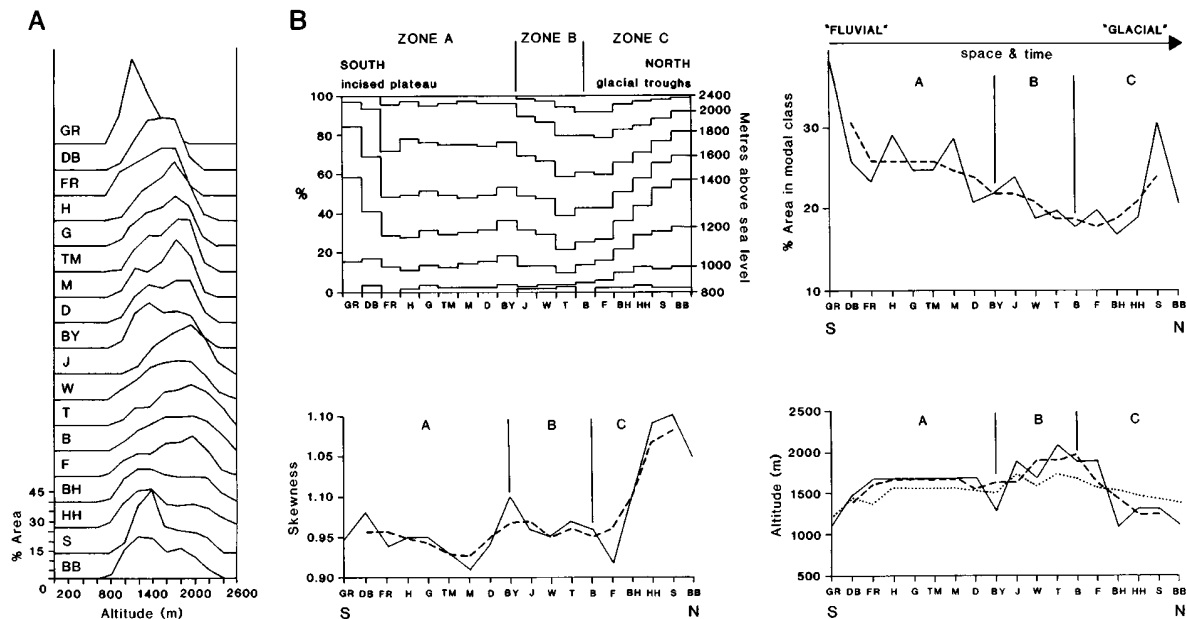 A
GR
DB
FR
H
G
TM
M
D
BY
J
W
T
B
F
BH
HH
S
BB
% Area
45
30
15
0
200 800 1400 2000 2600
Altitude (m)
B
ZONE A ZONE B ZONE C
SOUTH NORTH
incised plateau glacial troughs
%
100
80
60
40
20
0
2400
2000
1800
1600
1400
1200
1000
800
Metres above sea level
GR DB FR H G TM M D BY J W T B F BH HH S BB
"FLUVIAL" "GLACIAL"
space & time
A B C
% Area in modal class
30
20
10
GR DB FR H G TM M D BY J W T B F BH HH S BB
S N
Skewness
1.10
1.05
1.10
0.95
0.90
A B C
GR DB FR H G TM M D BY J W T B F BH HH S BB
S N
Altitude (m)
2500
2000
1500
1000
500
A B C
GR DB FR H G TM M D BY J W T B F BH HH S BB
S N